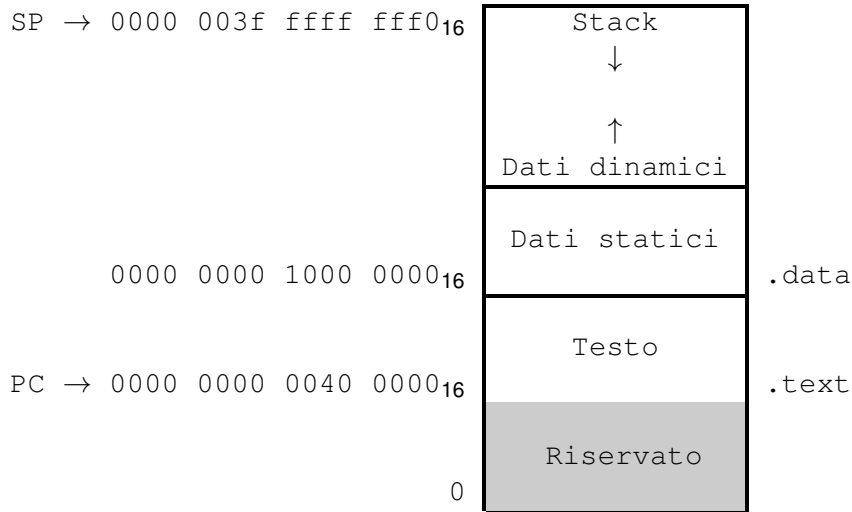 SP → 0000 003f ffff fff0₁₆ Stack
↓
↑
Dati dinamici
Dati statici
0000 0000 1000 0000₁₆ .data
Testo
PC → 0000 0000 0040 0000₁₆ .text
Riservato
0